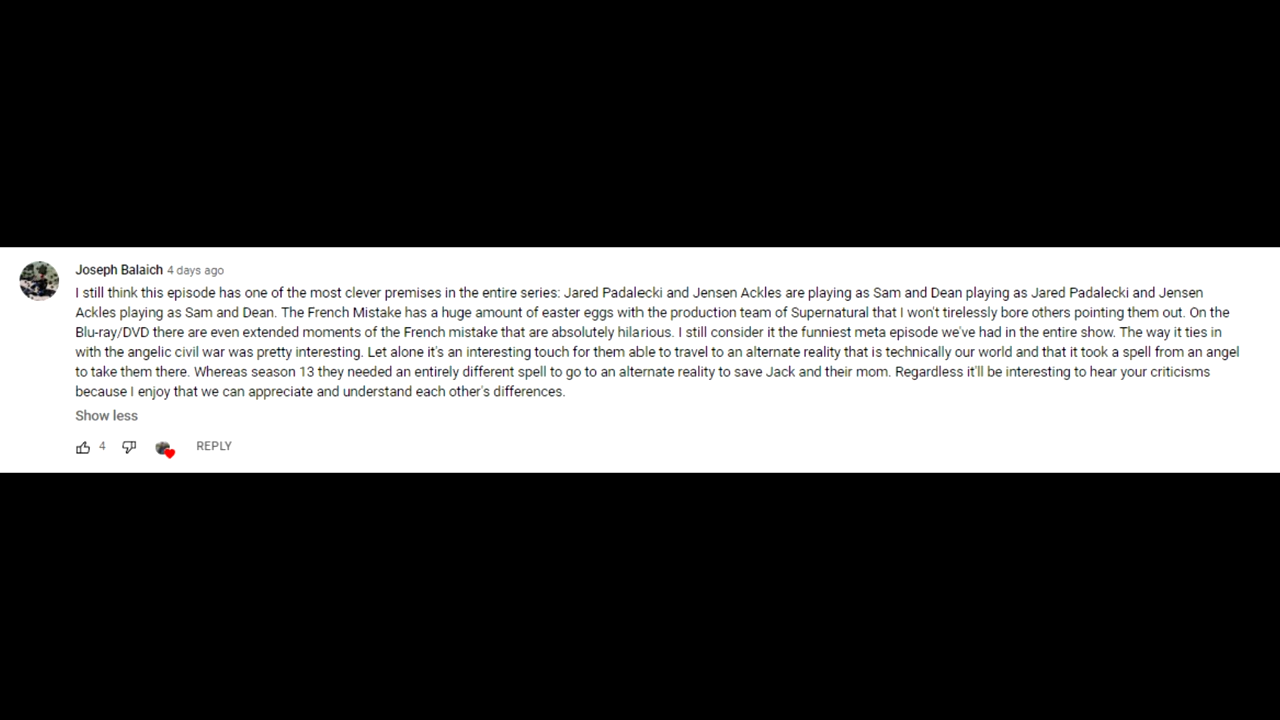 Joseph Balaich 4 days ago
I still think this episode has one of the most clever premises in the entire series: Jared Padalecki and Jensen Ackles are playing as Sam and Dean playing as Jared Padalecki and Jensen
Ackles playing as Sam and Dean. The French Mistake has a huge amount of easter eggs with the production team of Supernatural that I won't tirelessly bore others pointing them out. On the
Blu-ray/DVD there are even extended moments of the French mistake that are absolutely hilarious. I still consider it the funniest meta episode we've had in the entire show. The way it ties in
with the angelic civil war was pretty interesting. Let alone it's an interesting touch for them able to travel to an alternate reality that is technically our world and that it took a spell from an angel
to take them there. Whereas season 13 they needed an entirely different spell to go to an alternate reality to save Jack and their mom. Regardless it'll be interesting to hear your criticisms
because I enjoy that we can appreciate and understand each other's differences.
Show less
4 REPLY